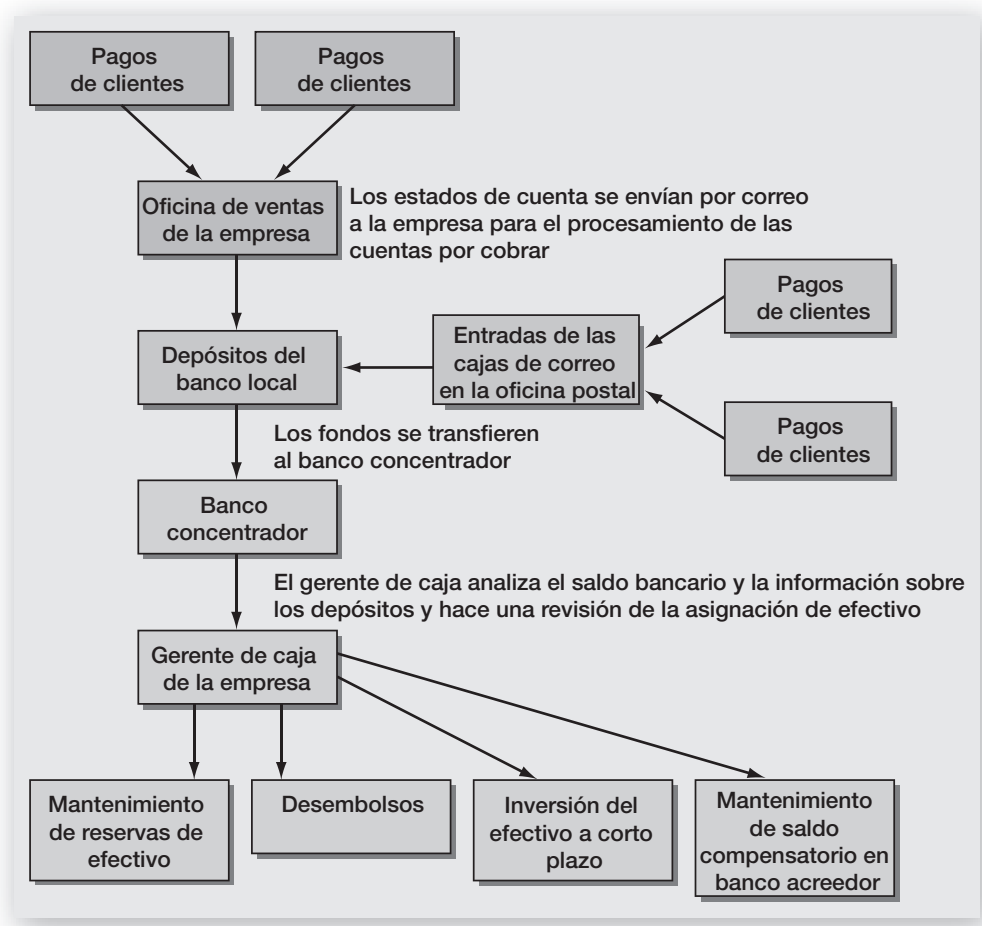 Pagos
de clientes
Pagos
de clientes
Oficina de ventas
de la empresa
Los estados de cuenta se envían por correo
a la empresa para el procesamiento de las
cuentas por cobrar
Pagos
de clientes
Depósitos del
banco local
Entradas de las
cajas de correo
en la oficina postal
Pagos
de clientes
Los fondos se transfieren
al banco concentrador
Banco
concentrador
El gerente de caja analiza el saldo bancario y la información sobre
los depósitos y hace una revisión de la asignación de efectivo
Gerente de caja
de la empresa
Mantenimiento
de reservas de
efectivo
Desembolsos
Inversión del
efectivo a corto
plazo
Mantenimiento
de saldo
compensatorio en
banco acreedor